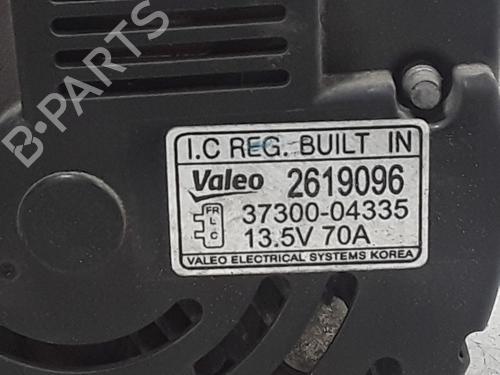 B·PARTS
I.C REG. BUILT IN
Valeo 2619096
FR
L
C
37300-04335
13.5V 70A
VALEO ELECTRICAL SYSTEMS KOREA